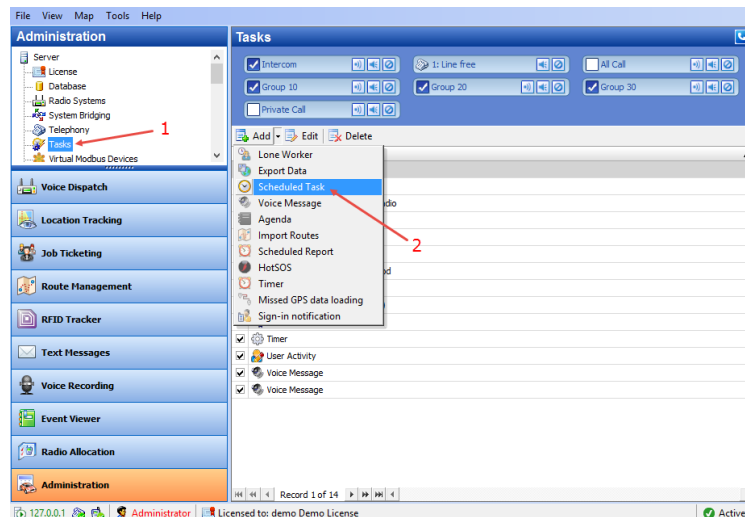 File View Map Tools Help
Administration
Server
License
Database
Radio Systems
System Bridging
Telephony
Tasks
Virtual Modbus Devices
1
Voice Dispatch
Location Tracking
Job Ticketing
Route Management
RFID Tracker
Text Messages
Voice Recording
Event Viewer
Radio Allocation
Administration
Tasks
Intercom
1: Line free
All Call
Group 10
Group 20
Group 30
Private Call
Add Edit Delete
Lone Worker
Export Data
Scheduled Task
Voice Message
Agenda
Import Routes
Scheduled Report
HotSOS
Timer
Missed GPS data loading
Sign-in notification
2
Timer
User Activity
Voice Message
Voice Message
Record 1 of 14
127.0.0.1 Administrator Licensed to: demo Demo License Active